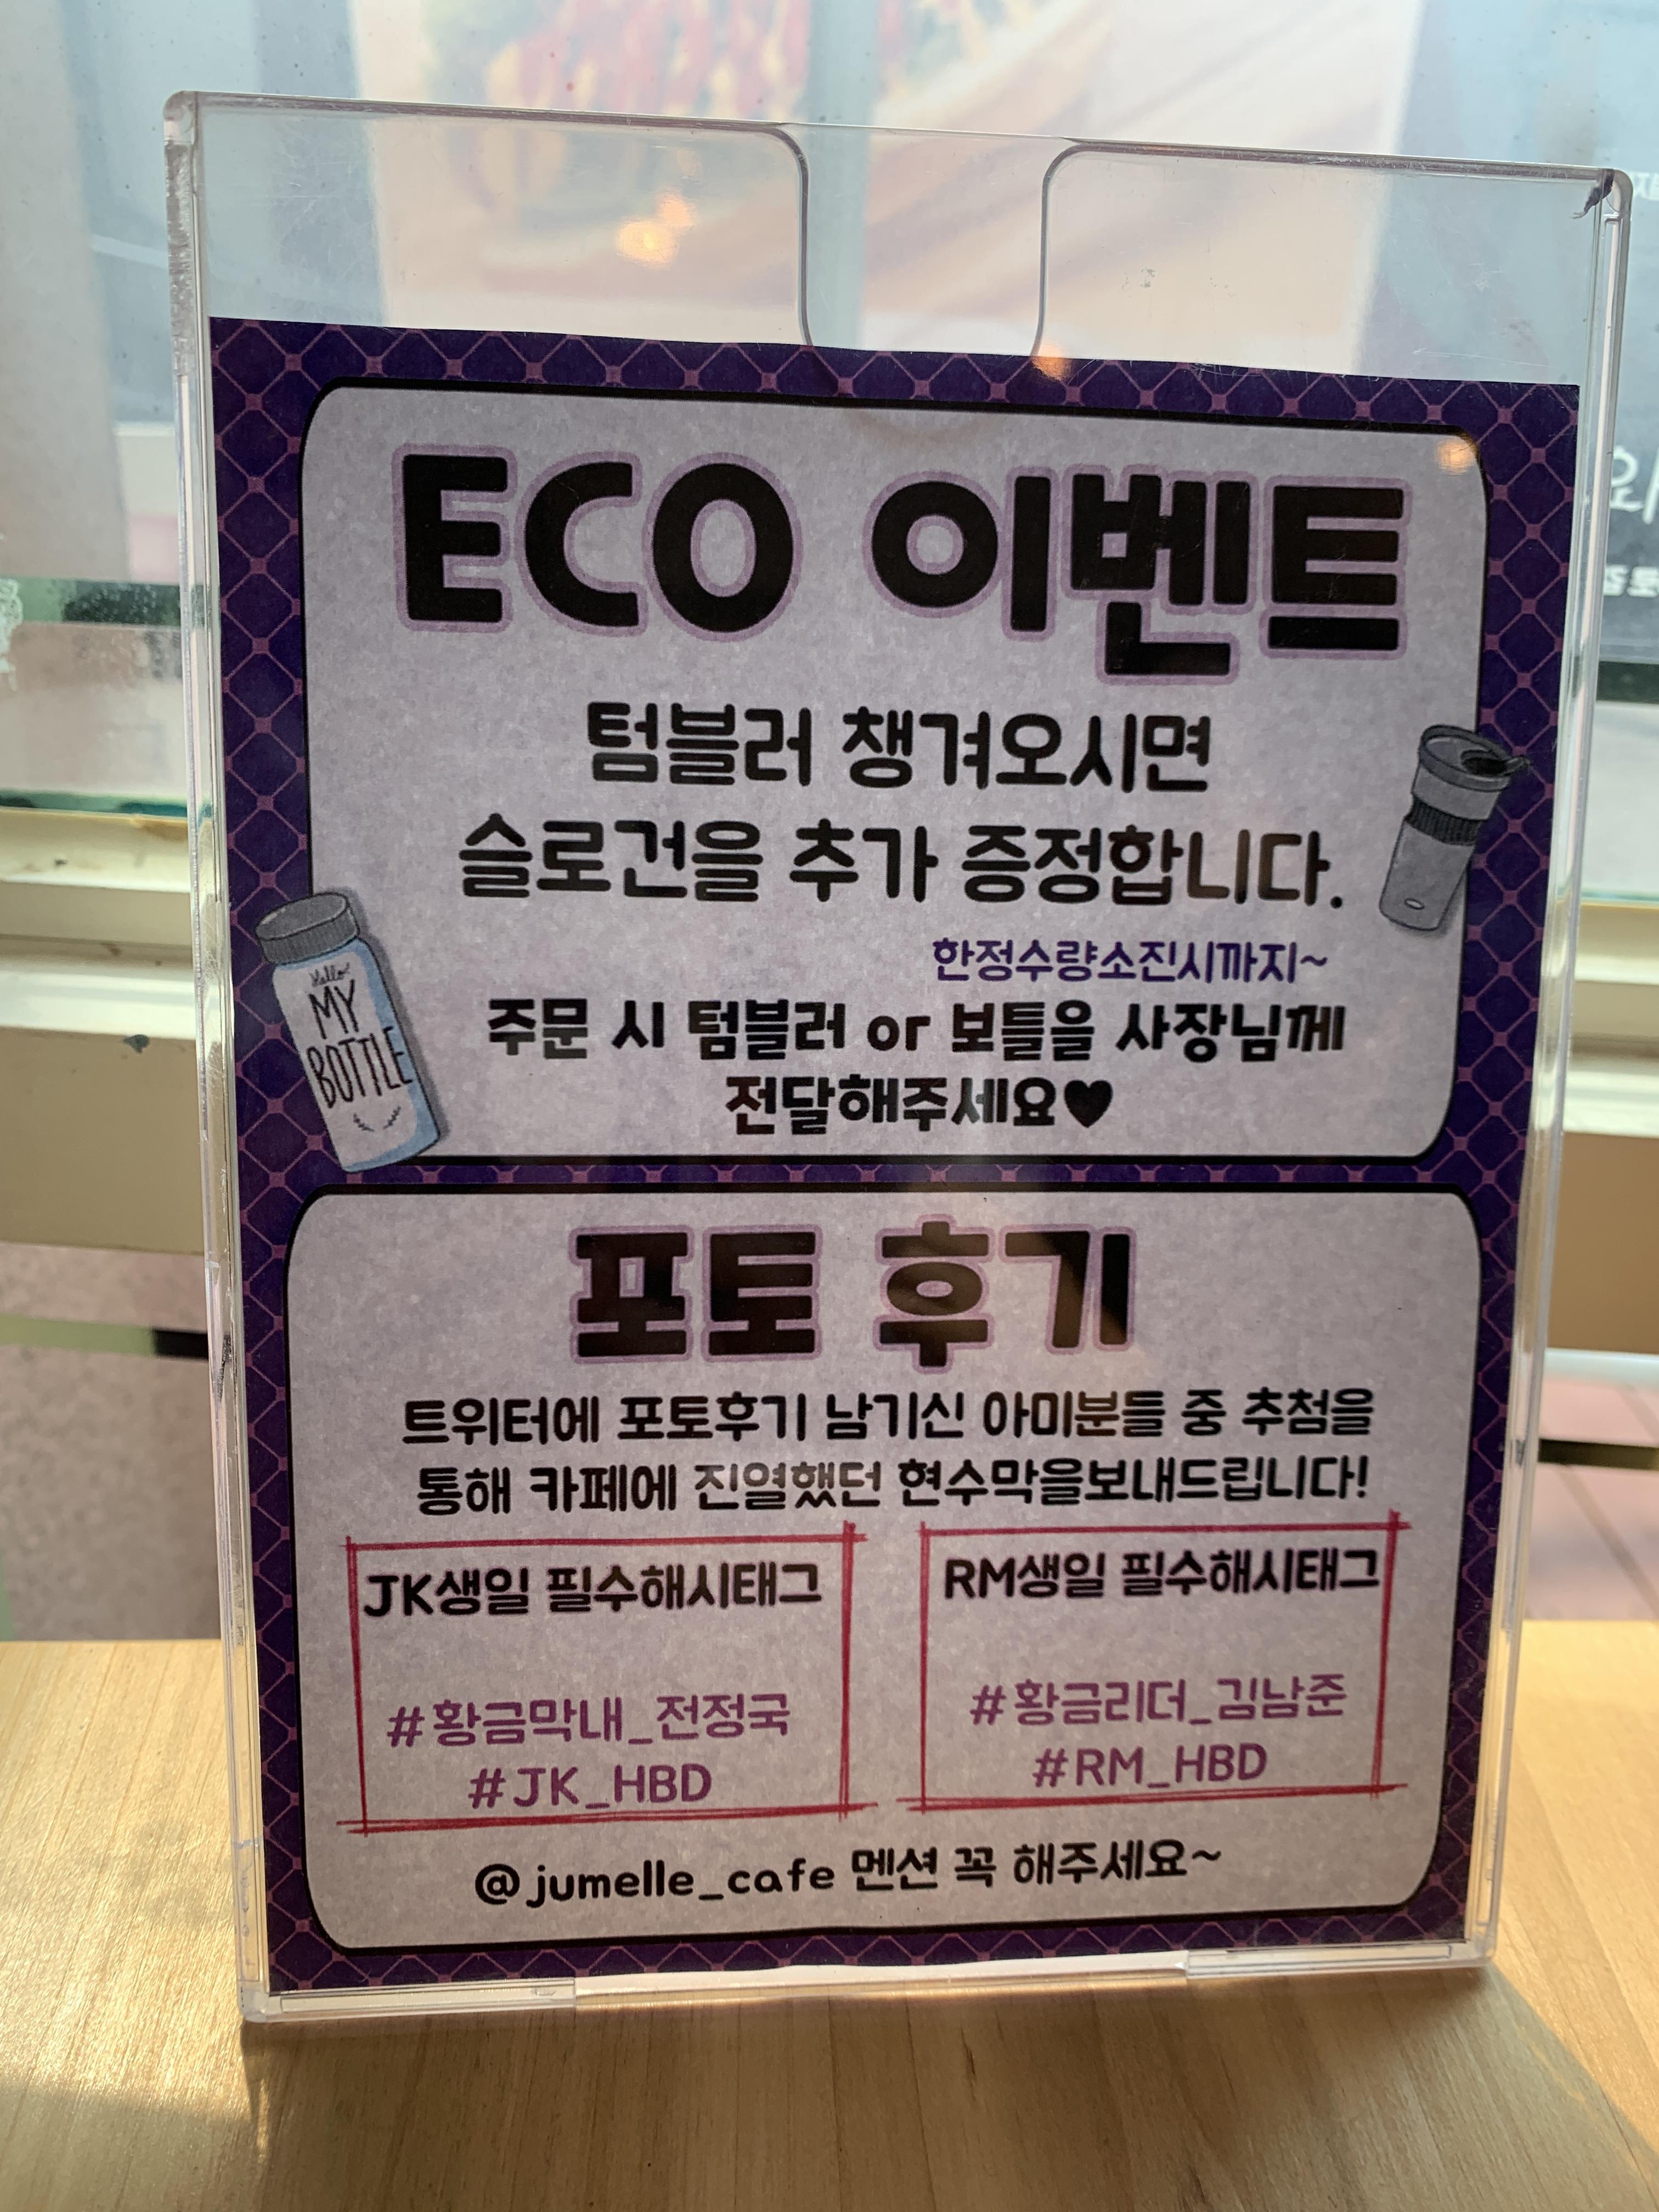 ECO 이벤트
텀블러 챙겨오시면
슬로건을 추가 증정합니다.
한정수량소진시까지~
주문 시 텀블러 or 보틀을 사장님께
전달해주세요♥
Hello
MY
BOTTLE
포토 후기
트위터에 포토후기 남기신 아미분들 중 추첨을
통해 카페에 진열했던 현수막을보내드립니다!
JK생일 필수해시태그
#황금막내_전정국
#JK_HBD
RM생일 필수해시태그
#황금리더_김남준
#RM_HBD
@jumelle_cafe 멘션 꼭 해주세요~